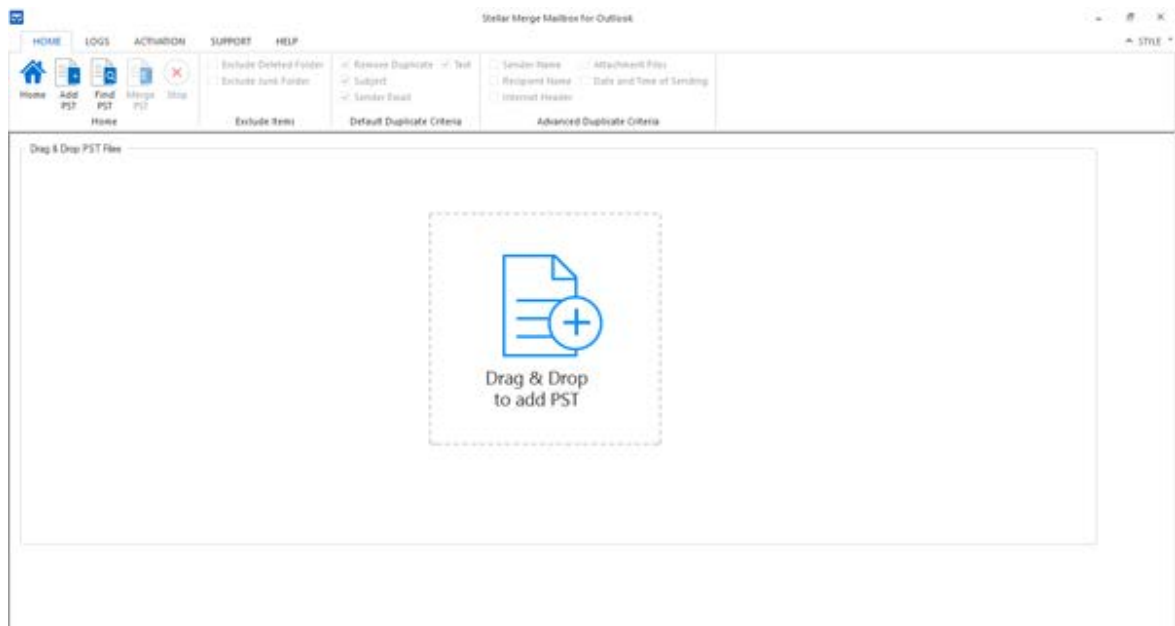 Stellar Merge Mailbox for Outlook
HOME LOGS ACTIVATION SUPPORT HELP
STYLE
Exclude Deleted Folder Remove Duplicate Text Sender Name Attachment Files
Exclude Junk Folder Subject Recipient Name Date and Time of Sending
Sender Email Internet Header
Home Add PST Find PST Merge PST Stop
Home Exclude Items Default Duplicate Criteria Advanced Duplicate Criteria
Drag & Drop PST Files
Drag & Drop
to add PST